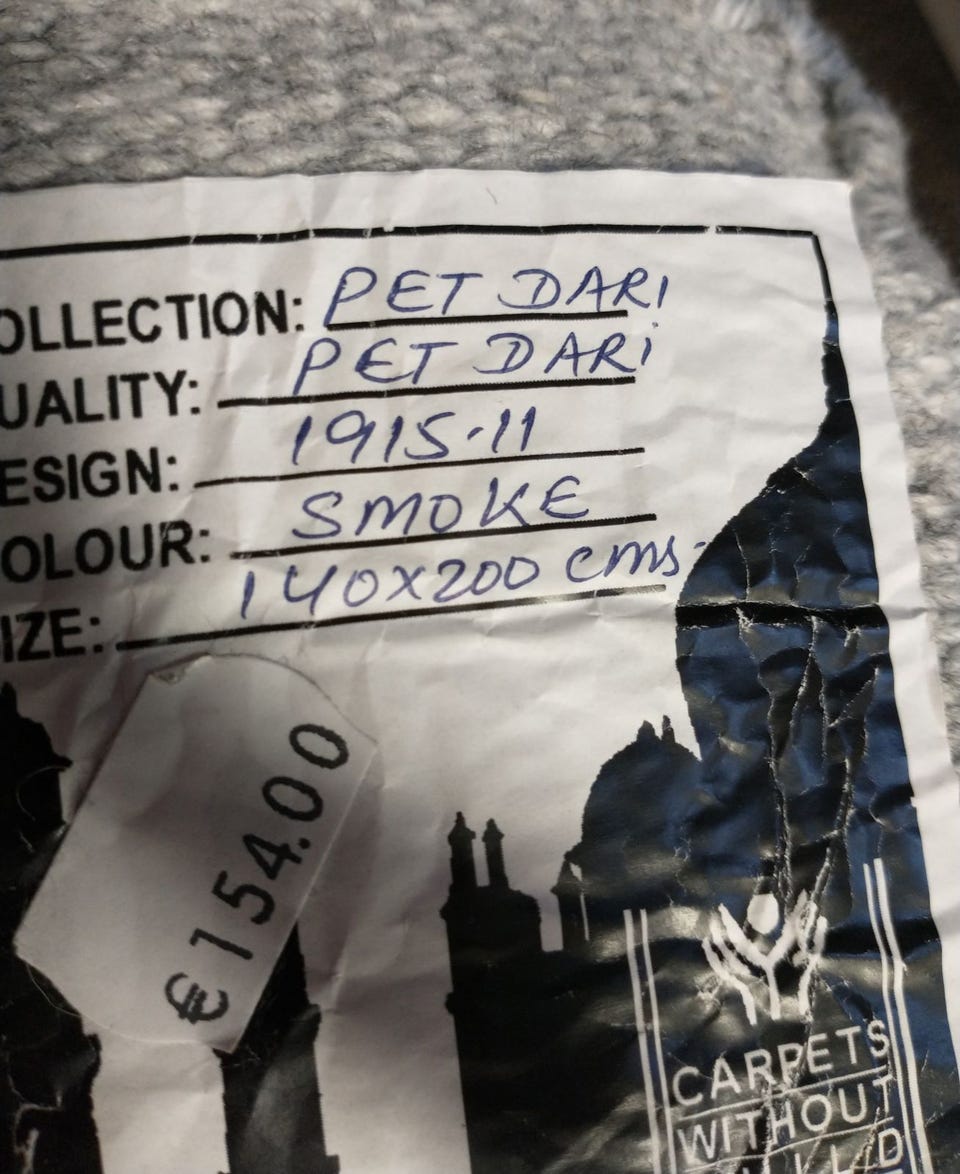 OLLECTION: PET DARI
UALITY: PET DARi
ESIGN: 1915-11
OLOUR: SMOKE
IZE: 140X200 cms.
€154.00
CARPETS
WITHOUT